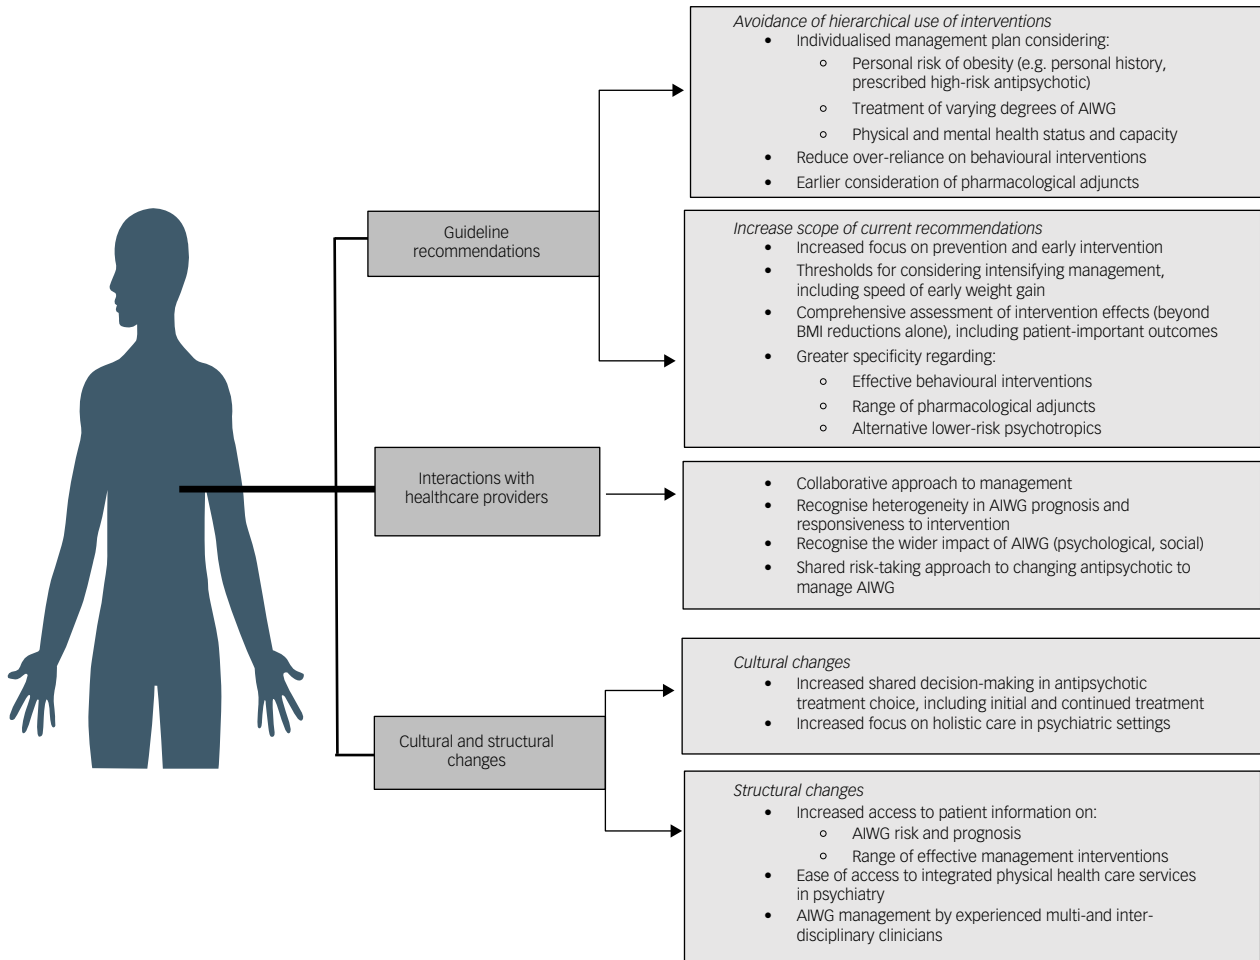 Avoidance of hierarchical use of interventions
• Individualised management plan considering:
○ Personal risk of obesity (e.g. personal history,
prescribed high-risk antipsychotic)
○ Treatment of varying degrees of AIWG
○ Physical and mental health status and capacity
• Reduce over-reliance on behavioural interventions
• Earlier consideration of pharmacological adjuncts
Guideline
recommendations
Increase scope of current recommendations
• Increased focus on prevention and early intervention
• Thresholds for considering intensifying management,
including speed of early weight gain
• Comprehensive assessment of intervention effects (beyond
BMI reductions alone), including patient-important outcomes
• Greater specificity regarding:
○ Effective behavioural interventions
○ Range of pharmacological adjuncts
○ Alternative lower-risk psychotropics
Interactions with
healthcare providers
• Collaborative approach to management
• Recognise heterogeneity in AIWG prognosis and
responsiveness to intervention
• Recognise the wider impact of AIWG (psychological, social)
• Shared risk-taking approach to changing antipsychotic to
manage AIWG
Cultural and structural
changes
Cultural changes
• Increased shared decision-making in antipsychotic
treatment choice, including initial and continued treatment
• Increased focus on holistic care in psychiatric settings
Structural changes
• Increased access to patient information on:
○ AIWG risk and prognosis
○ Range of effective management interventions
• Ease of access to integrated physical health care services
in psychiatry
• AIWG management by experienced multi-and inter-
disciplinary clinicians